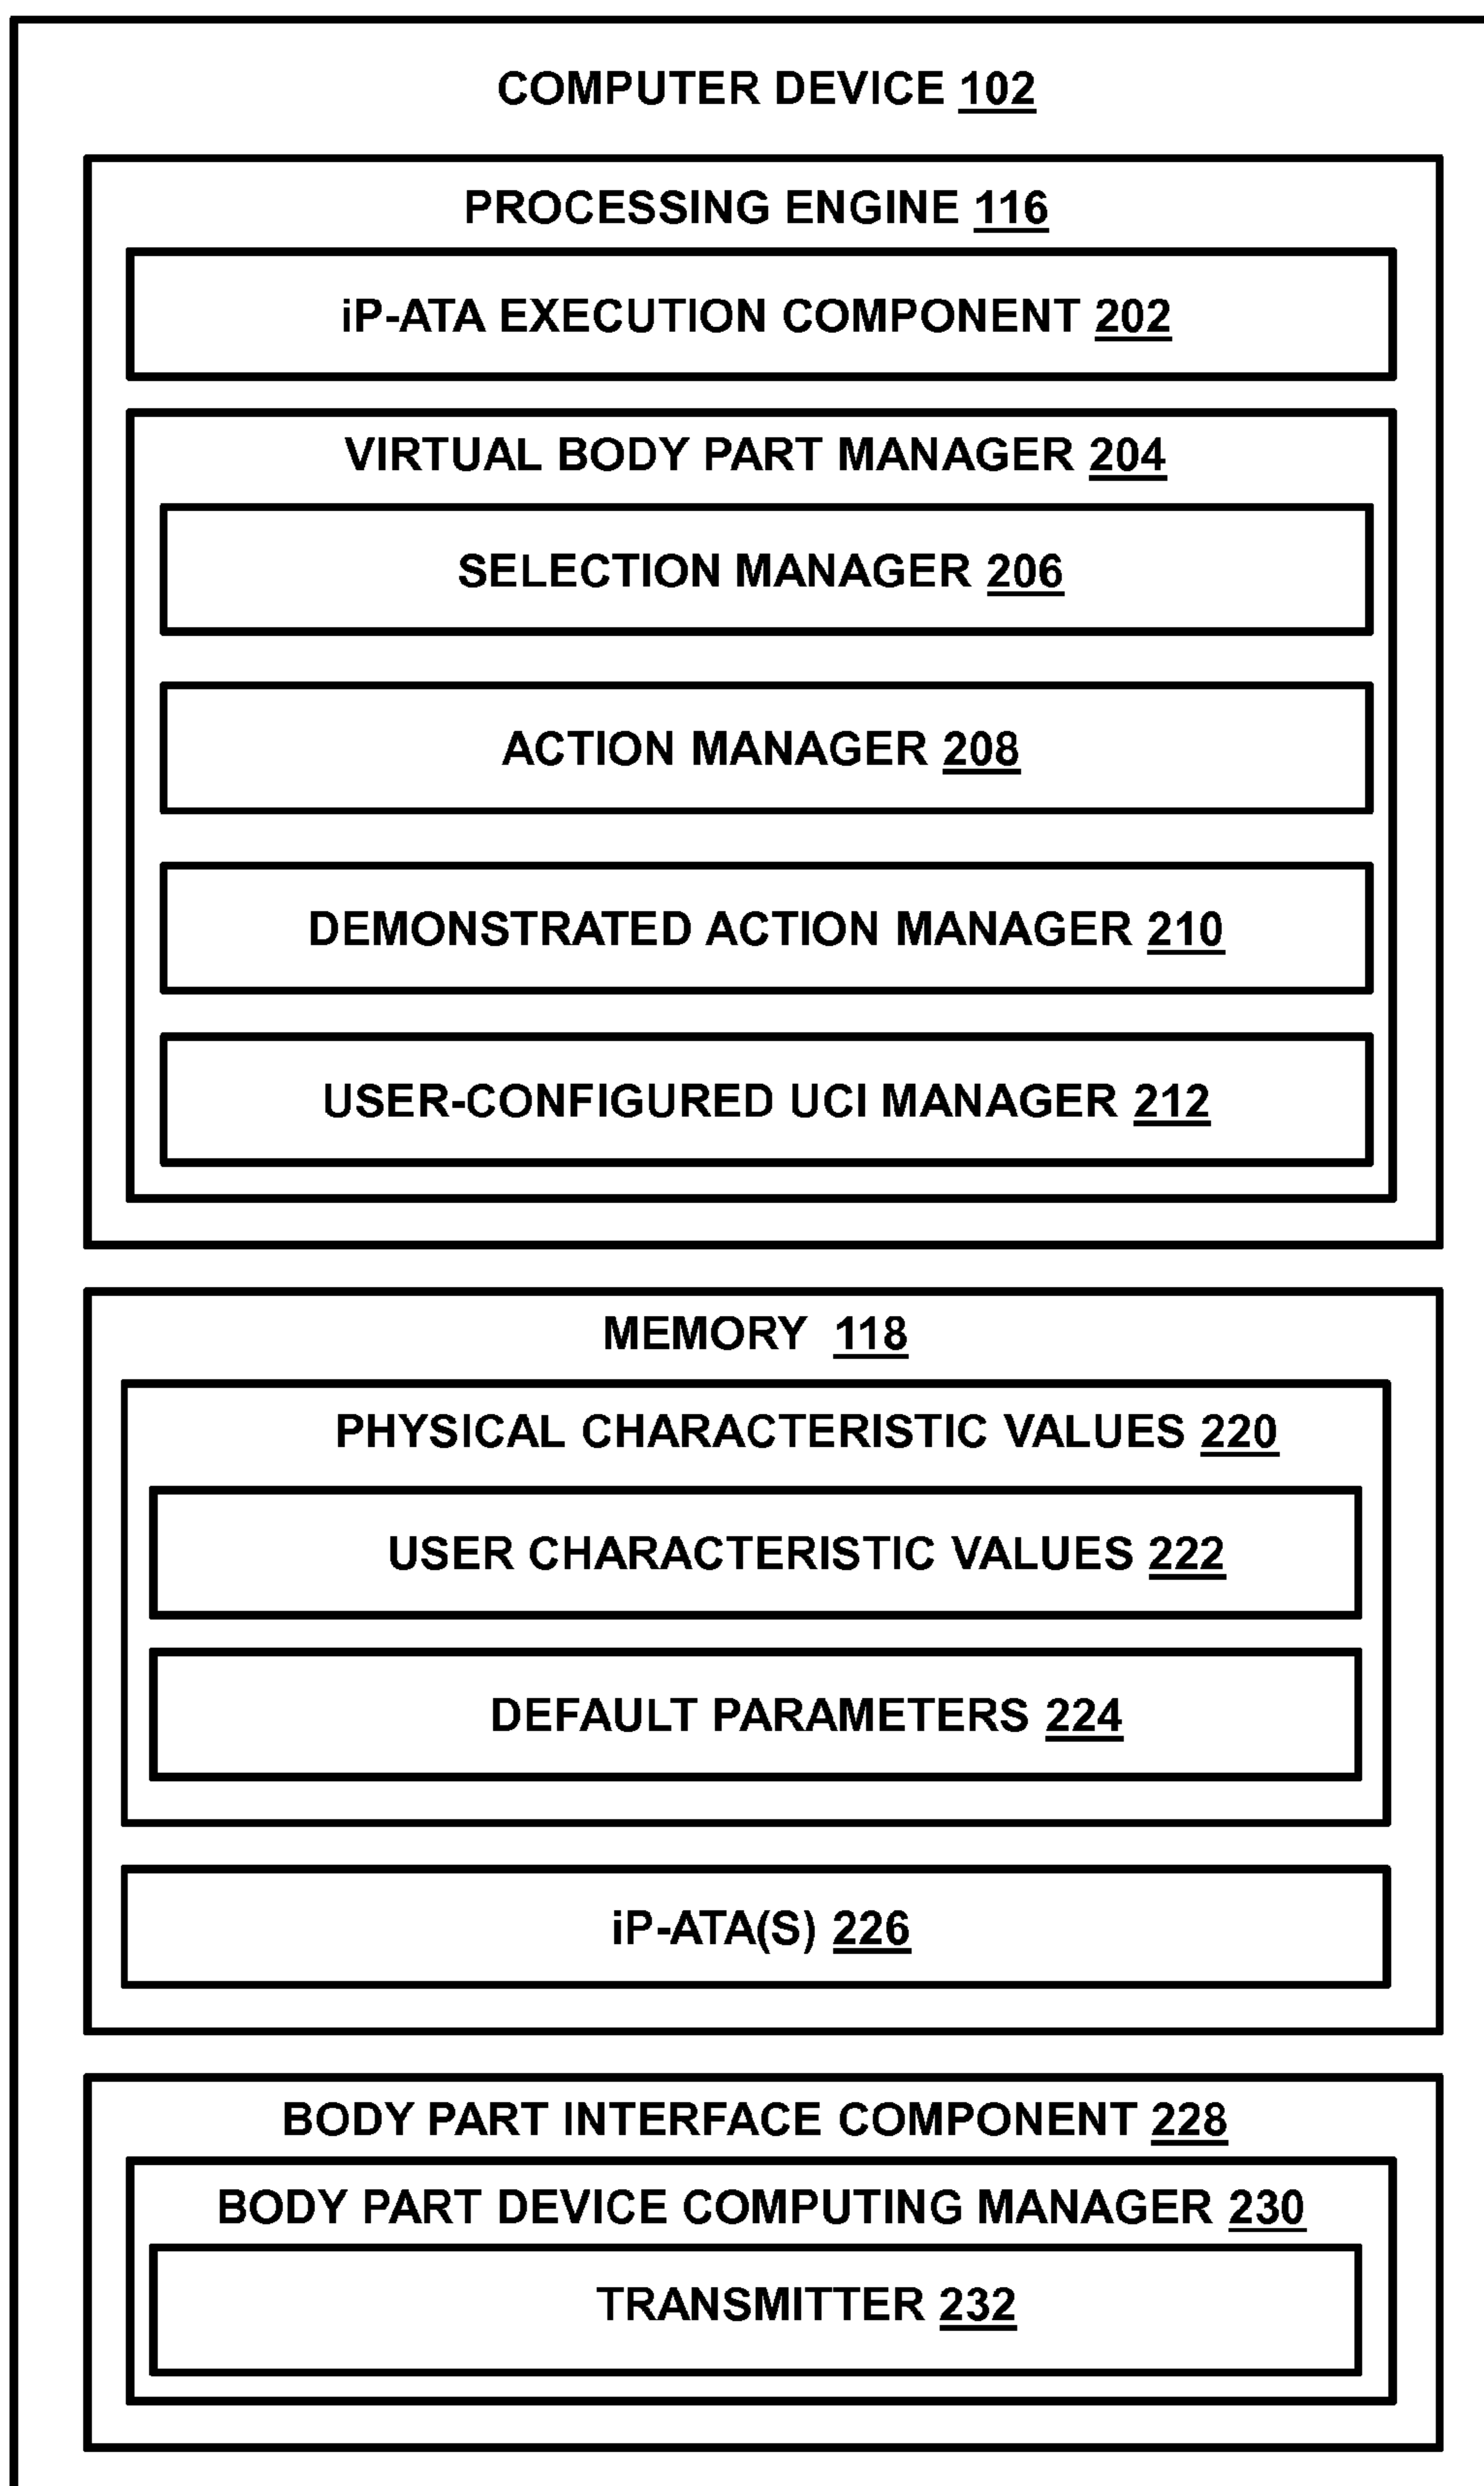 COMPUTER DEVICE 102
PROCESSING ENGINE 116
iP-ATA EXECUTION COMPONENT 202
VIRTUAL BODY PART MANAGER 204
SELECTION MANAGER 206
ACTION MANAGER 208
DEMONSTRATED ACTION MANAGER 210
USER-CONFIGURED UCI MANAGER 212
MEMORY 118
PHYSICAL CHARACTERISTIC VALUES 220
USER CHARACTERISTIC VALUES 222
DEFAULT PARAMETERS 224
iP-ATA(S) 226
BODY PART INTERFACE COMPONENT 228
BODY PART DEVICE COMPUTING MANAGER 230
TRANSMITTER 232